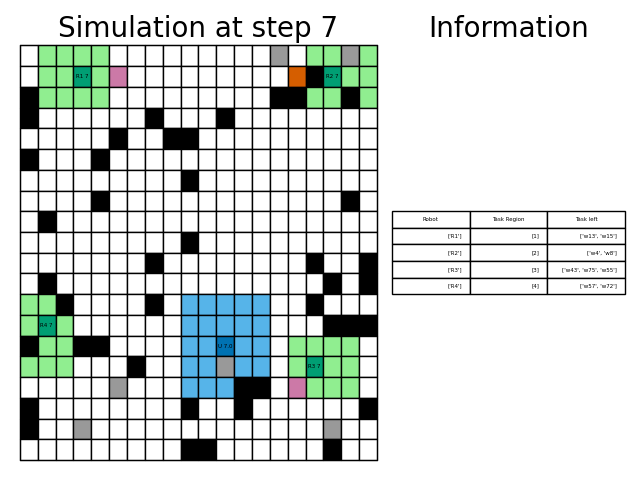 Simulation at step 7
Information
R1 7
R2 7
Robot Task Region Task left
['R1'] [1] ['w13', 'w15']
['R2'] [2] ['w4', 'w8']
['R3'] [3] ['w43', 'w75', 'w55']
['R4'] [4] ['w57', 'w72']
R4 7
U 7.0
R3 7